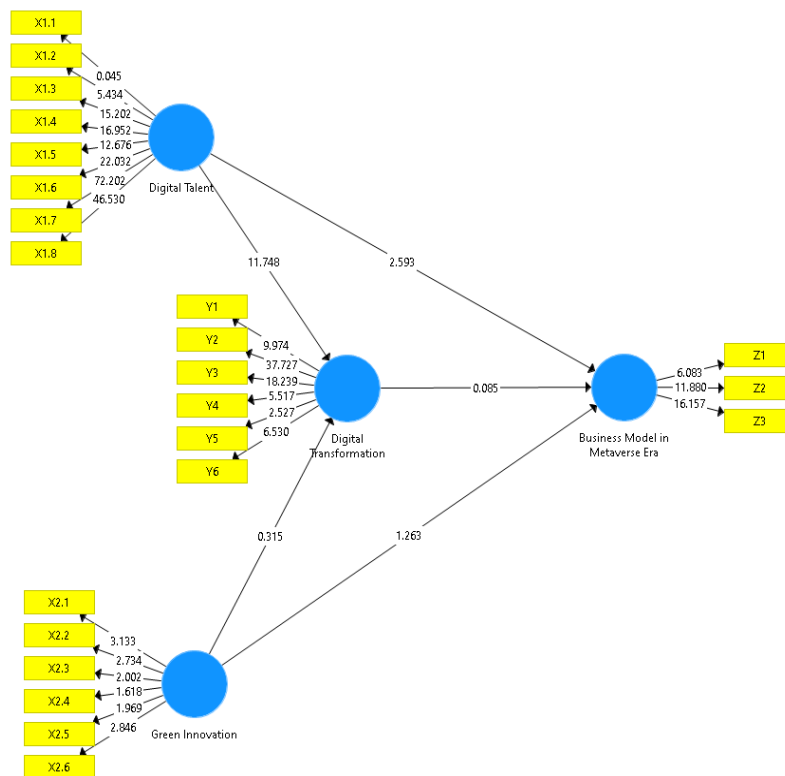 X1.1
X1.2
X1.3
X1.4
X1.5
X1.6
X1.7
X1.8
0.045
5.434
15.202
16.952
12.676
22.032
72.202
46.530
Digital Talent
11.748
2.593
Y1
Y2
Y3
Y4
Y5
Y6
9.974
37.727
18.239
5.517
2.527
6.530
Digital
Transformation
0.085
6.083
11.880
16.157
Z1
Z2
Z3
Business Model in
Metaverse Era
0.315
1.263
X2.1
X2.2
X2.3
X2.4
X2.5
X2.6
3.133
2.734
2.002
1.618
1.969
2.846
Green Innovation